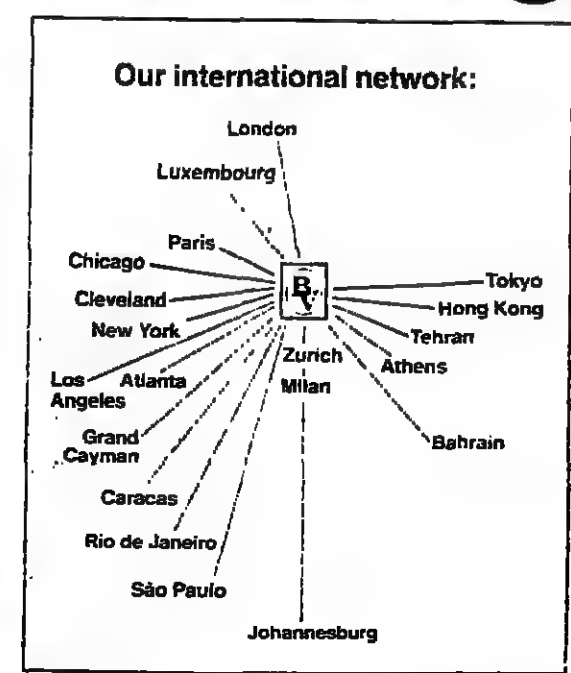 Our international network:
London
Luxembourg
Paris
Chicago
Cleveland
New York
Los
Angeles
Atlanta
Grand
Cayman
Caracas
Rio de Janeiro
São Paulo
Johannesburg
Zurich
Milan
Tokyo
Hong Kong
Tehran
Athens
Bahrain